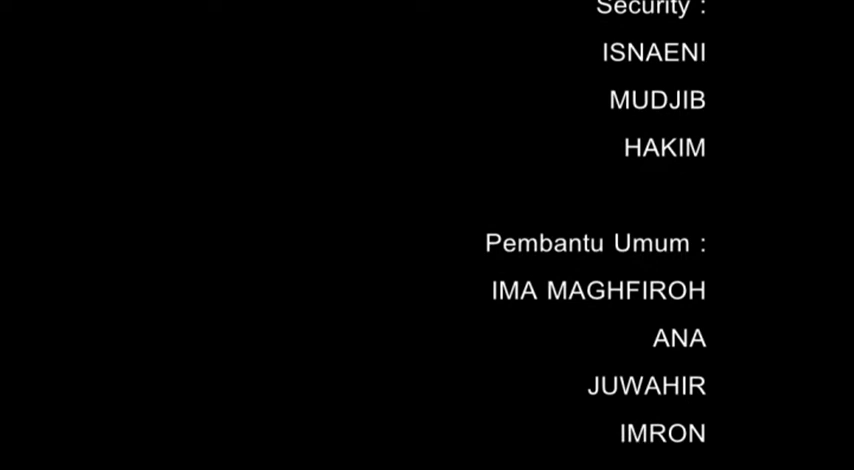 Security :
ISNAENI
MUDJIB
HAKIM
Pembantu Umum :
IMA MAGHFIROH
ANA
JUWAHIR
IMRON